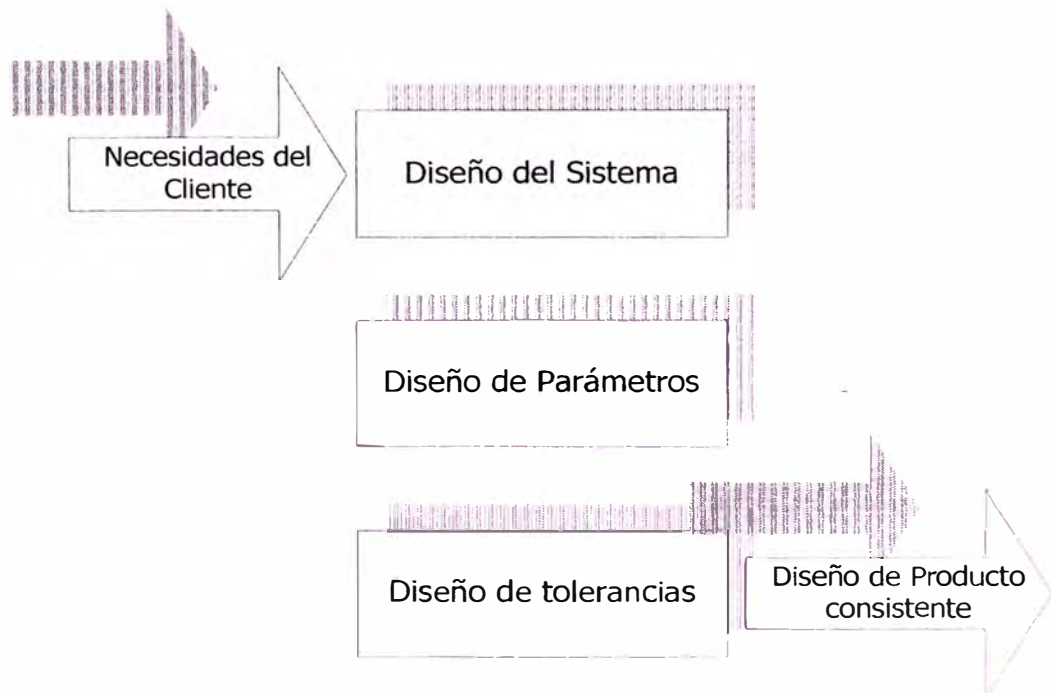 Necesidades del
Cliente
Diseño del Sistema
Diseño de Parámetros
Diseño de tolerancias
Diseño de Producto
consistente